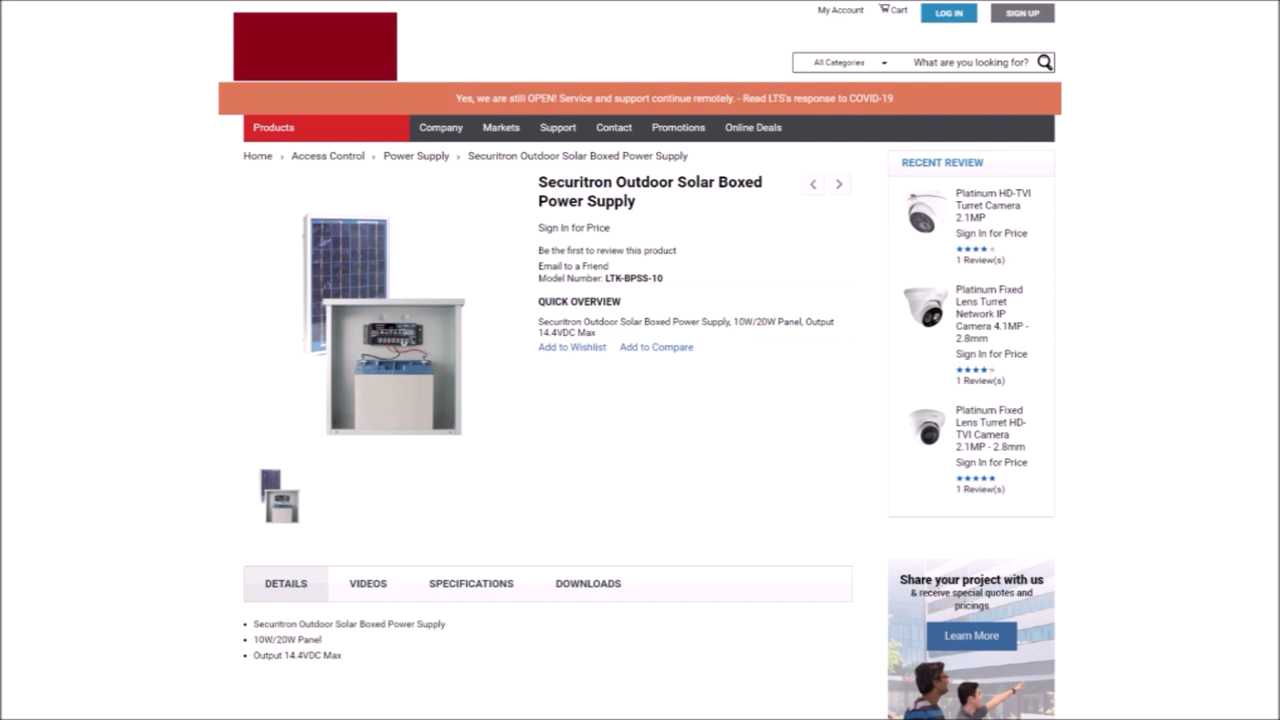 My Account
Cart
LOG IN
SIGN UP
All Categories
What are you looking for?
Yes, we are still OPEN! Service and support continue remotely. - Read LTS's response to COVID-19
Products
Company
Markets
Support
Contact
Promotions
Online Deals
Home › Access Control › Power Supply › Securitron Outdoor Solar Boxed Power Supply
Securitron Outdoor Solar Boxed
Power Supply
Sign In for Price
Be the first to review this product
Email to a Friend
Model Number: LTK-BPSS-10
QUICK OVERVIEW
Securitron Outdoor Solar Boxed Power Supply, 10W/20W Panel, Output
14.4VDC Max
Add to Wishlist
Add to Compare
RECENT REVIEW
Platinum HD-TVI
Turret Camera
2.1MP
Sign In for Price
1 Review(s)
Platinum Fixed
Lens Turret
Network IP
Camera 4.1MP -
2.8mm
Sign In for Price
1 Review(s)
Platinum Fixed
Lens Turret HD-
TVI Camera
2.1MP - 2.8mm
Sign In for Price
1 Review(s)
DETAILS
VIDEOS
SPECIFICATIONS
DOWNLOADS
• Securitron Outdoor Solar Boxed Power Supply
• 10W/20W Panel
• Output 14.4VDC Max
Share your project with us
& receive special quotes and
pricings
Learn More